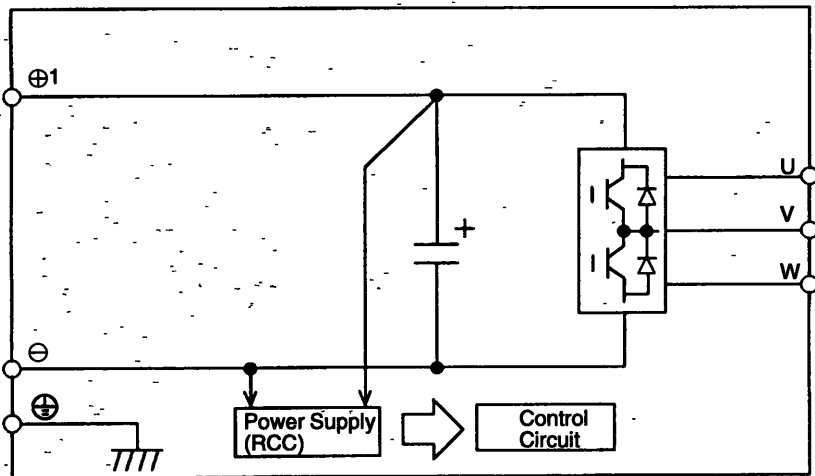 ⊕1
+
U
V
W
⊖
Power Supply
(RCC)
Control
Circuit